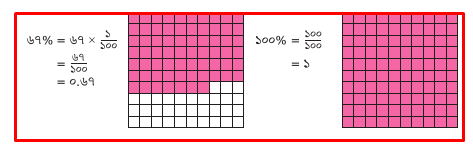 ৬৭% = ৬৭ × ১/১০০
= ৬৭/১০০
= ০.৬৭
১০০% = ১০০/১০০
= ১